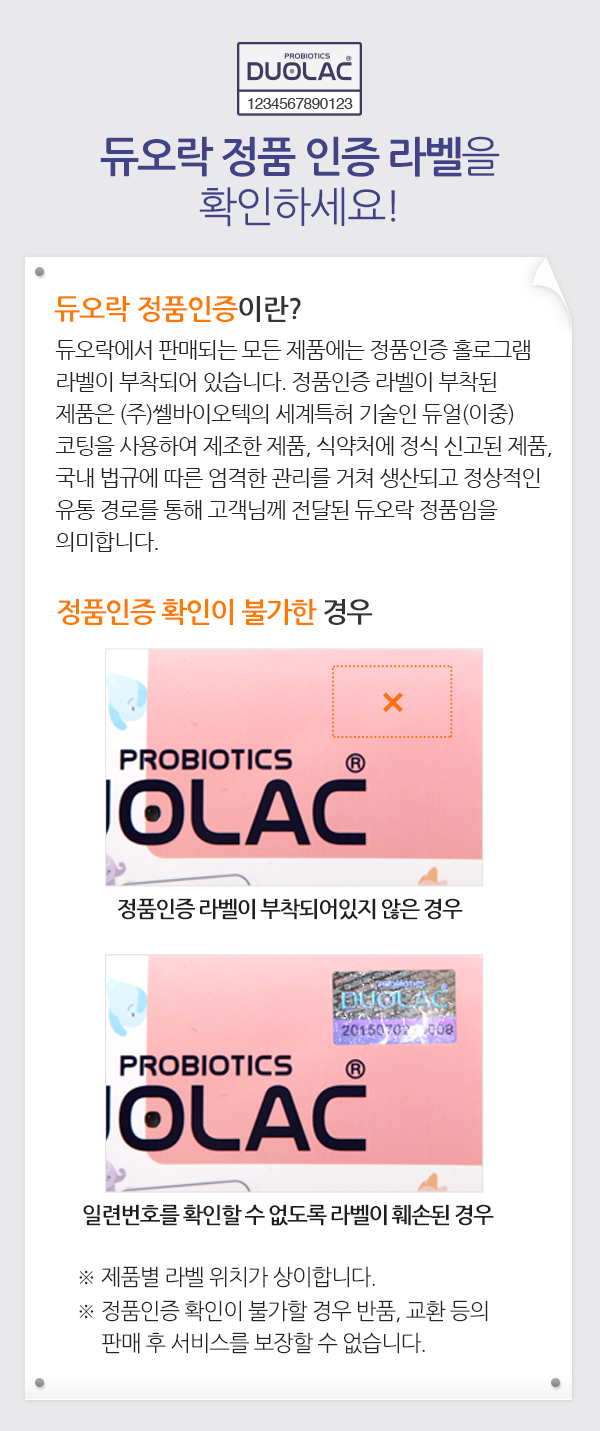 PROBIOTICS
DUOLAC®
1234567890123
듀오락 정품 인증 라벨을
확인하세요!
듀오락 정품인증이란?
듀오락에서 판매되는 모든 제품에는 정품인증 홀로그램
라벨이 부착되어 있습니다. 정품인증 라벨이 부착된
제품은 (주)쎌바이오텍의 세계특허 기술인 듀얼(이중)
코팅을 사용하여 제조한 제품, 식약처에 정식 신고된 제품,
국내 법규에 따른 엄격한 관리를 거쳐 생산되고 정상적인
유통 경로를 통해 고객님께 전달된 듀오락 정품임을
의미합니다.
정품인증 확인이 불가한 경우
PROBIOTICS
UOLAC®
정품인증 라벨이 부착되어있지 않은 경우
PROBIOTICS
DUOLAC
PROBIOTICS
UOLAC®
일련번호를 확인할 수 없도록 라벨이 훼손된 경우
※ 제품별 라벨 위치가 상이합니다.
※ 정품인증 확인이 불가할 경우 반품, 교환 등의
판매 후 서비스를 보장할 수 없습니다.